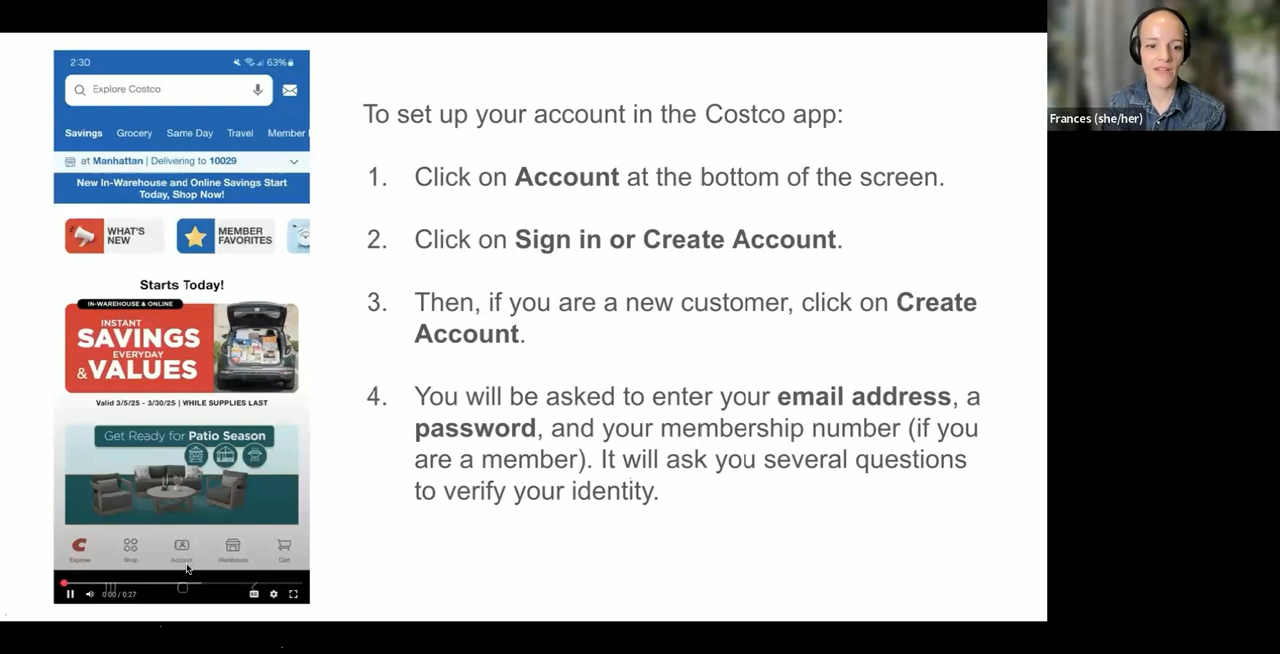 2:30
63%
Explore Costco
Savings Grocery Same Day Travel Member
at Manhattan | Delivering to 10029
New In-Warehouse and Online Savings Start
Today, Shop Now!
WHAT'S
NEW
MEMBER
FAVORITES
Starts Today!
IN-WAREHOUSE & ONLINE
INSTANT
SAVINGS
EVERYDAY
& VALUES
Valid 3/5/25 - 3/30/25 | WHILE SUPPLIES LAST
Get Ready for Patio Season
Explore Shop Account Warehouse Cart
0:00 / 0:27
To set up your account in the Costco app:
1. Click on Account at the bottom of the screen.
2. Click on Sign in or Create Account.
3. Then, if you are a new customer, click on Create
Account.
4. You will be asked to enter your email address, a
password, and your membership number (if you
are a member). It will ask you several questions
to verify your identity.
Frances (she/her)